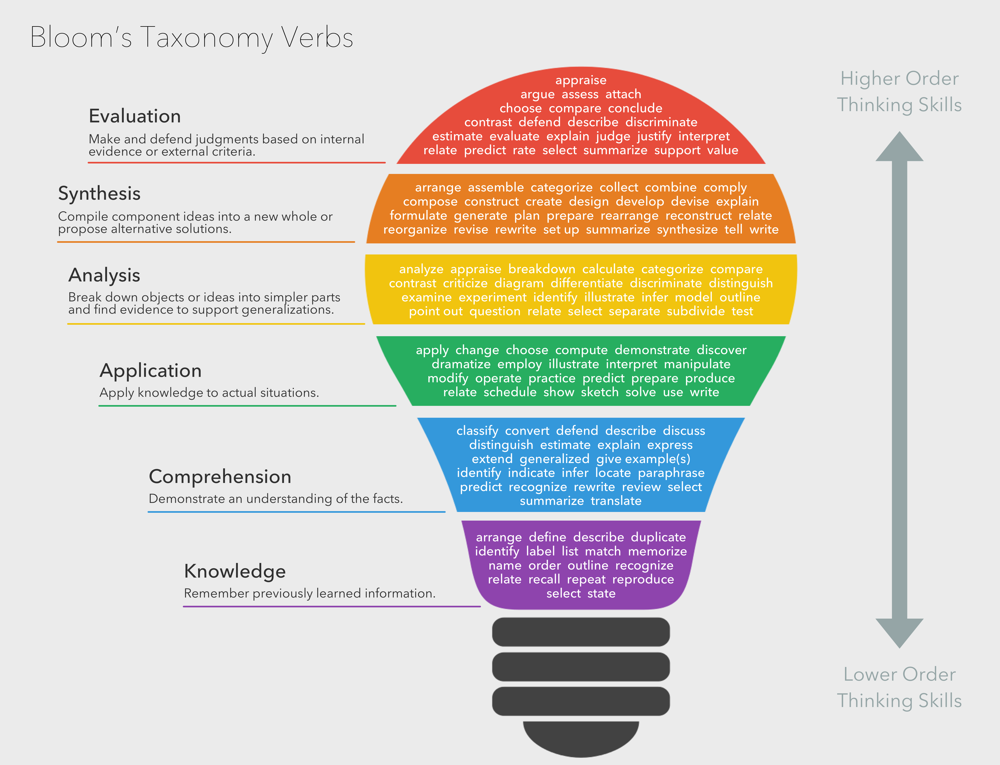 Bloom's Taxonomy Verbs
Higher Order
Thinking Skills
Evaluation
Make and defend judgments based on internal
evidence or external criteria.
appraise
argue assess attach
choose compare conclude
contrast defend describe discriminate
estimate evaluate explain judge justify interpret
relate predict rate select summarize support value
Synthesis
Compile component ideas into a new whole or
propose alternative solutions.
arrange assemble categorize collect combine comply
compose construct create design develop devise explain
formulate generate plan prepare rearrange reconstruct relate
reorganize revise rewrite set up summarize synthesize tell write
Analysis
Break down objects or ideas into simpler parts
and find evidence to support generalizations.
analyze appraise breakdown calculate categorize compare
contrast criticize diagram differentiate discriminate distinguish
examine experiment identify illustrate infer model outline
point out question relate select separate subdivide test
Application
Apply knowledge to actual situations.
apply change choose compute demonstrate discover
dramatize employ illustrate interpret manipulate
modify operate practice predict prepare produce
relate schedule show sketch solve use write
Comprehension
Demonstrate an understanding of the facts.
classify convert defend describe discuss
distinguish estimate explain express
extend generalized give example(s)
identify indicate infer locate paraphrase
predict recognize rewrite review select
summarize translate
Knowledge
Remember previously learned information.
arrange define describe duplicate
identify label list match memorize
name order outline recognize
relate recall repeat reproduce
select state
Lower Order
Thinking Skills